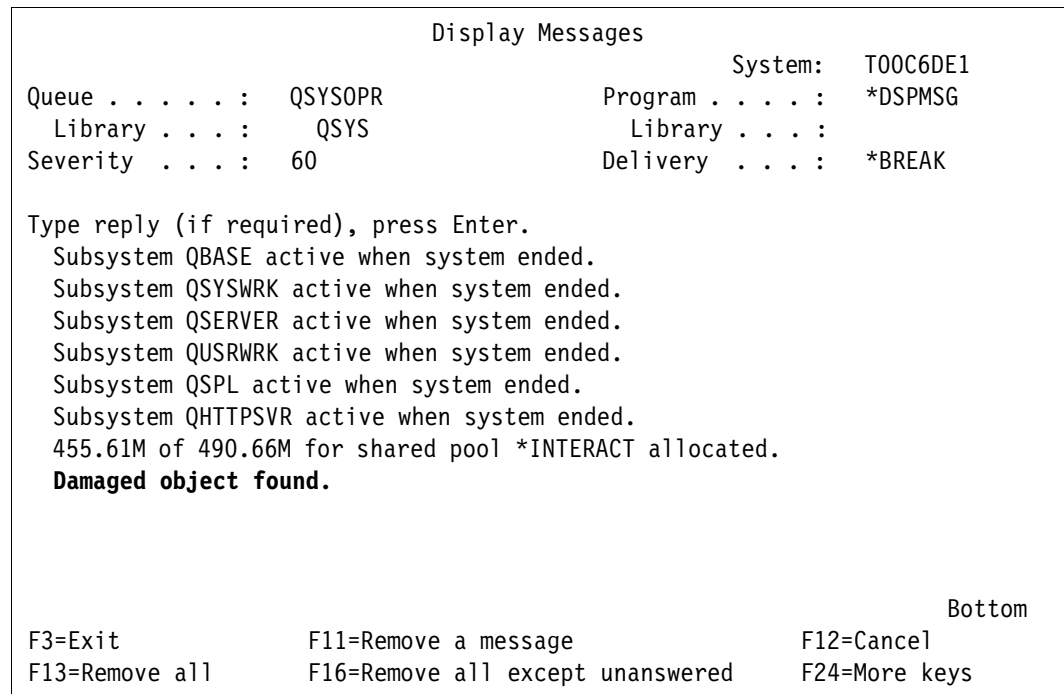 Display Messages
System: T00C6DE1
Queue . . . . . : QSYSOPR Program . . . . : *DSPMSG
Library . . . : QSYS Library . . . :
Severity . . . : 60 Delivery . . . : *BREAK
Type reply (if required), press Enter.
Subsystem QBASE active when system ended.
Subsystem QSYSWRK active when system ended.
Subsystem QSERVER active when system ended.
Subsystem QUSRWRK active when system ended.
Subsystem QSPL active when system ended.
Subsystem QHTTPSVR active when system ended.
455.61M of 490.66M for shared pool *INTERACT allocated.
Damaged object found.
Bottom
F3=Exit F11=Remove a message F12=Cancel
F13=Remove all F16=Remove all except unanswered F24=More keys